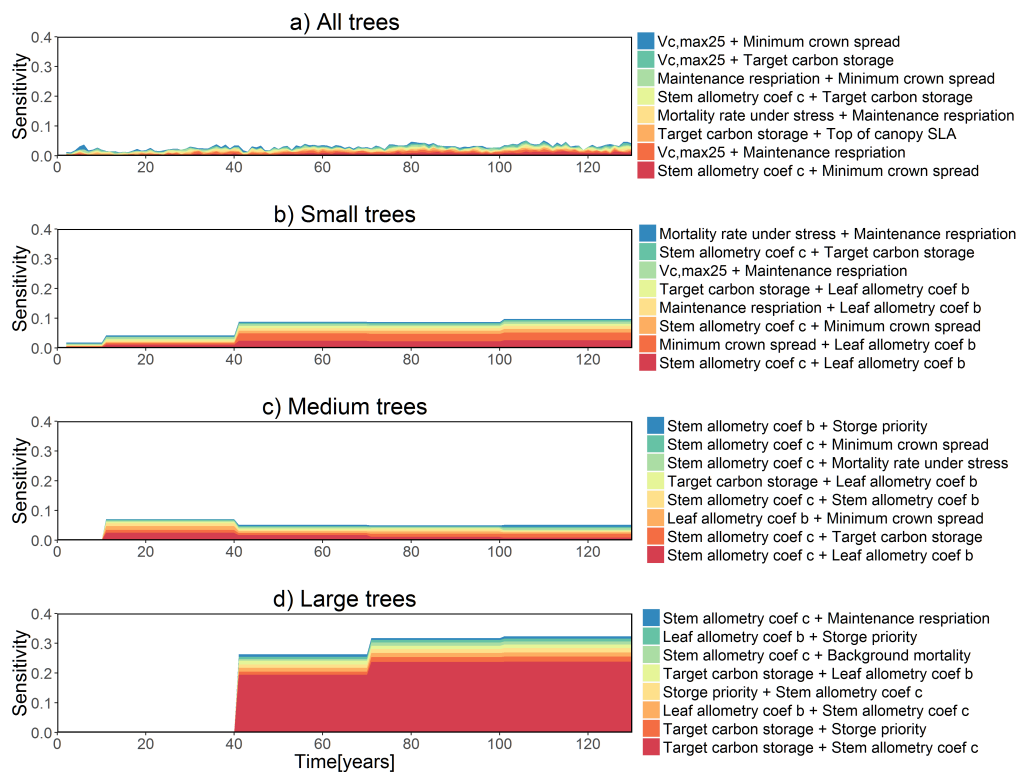 a) All trees
0.4
0.3
0.2
0.1
0.0
Sensitivity
0 20 40 60 80 100 120
Vc,max25 + Minimum crown spread
Vc,max25 + Target carbon storage
Maintenance respriation + Minimum crown spread
Stem allometry coef c + Target carbon storage
Mortality rate under stress + Maintenance respriation
Target carbon storage + Top of canopy SLA
Vc,max25 + Maintenance respriation
Stem allometry coef c + Minimum crown spread
b) Small trees
0.4
0.3
0.2
0.1
0.0
Sensitivity
0 20 40 60 80 100 120
Mortality rate under stress + Maintenance respriation
Stem allometry coef c + Target carbon storage
Vc,max25 + Maintenance respriation
Target carbon storage + Leaf allometry coef b
Maintenance respriation + Leaf allometry coef b
Stem allometry coef c + Minimum crown spread
Minimum crown spread + Leaf allometry coef b
Stem allometry coef c + Leaf allometry coef b
c) Medium trees
0.4
0.3
0.2
0.1
0.0
Sensitivity
0 20 40 60 80 100 120
Stem allometry coef b + Storge priority
Stem allometry coef c + Minimum crown spread
Stem allometry coef c + Mortality rate under stress
Target carbon storage + Leaf allometry coef b
Stem allometry coef c + Stem allometry coef b
Leaf allometry coef b + Minimum crown spread
Stem allometry coef c + Target carbon storage
Stem allometry coef c + Leaf allometry coef b
d) Large trees
0.4
0.3
0.2
0.1
0.0
Sensitivity
0 20 40 60 80 100 120
Time[years]
Stem allometry coef c + Maintenance respriation
Leaf allometry coef b + Storge priority
Stem allometry coef c + Background mortality
Target carbon storage + Leaf allometry coef b
Storge priority + Stem allometry coef c
Leaf allometry coef b + Stem allometry coef c
Target carbon storage + Storge priority
Target carbon storage + Stem allometry coef c